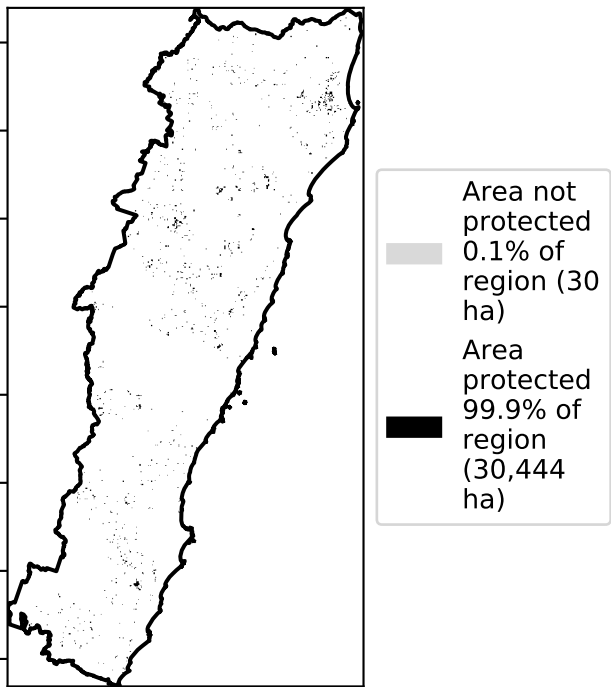 Area not
protected
0.1% of
region (30
ha)
Area
protected
99.9% of
region
(30,444
ha)